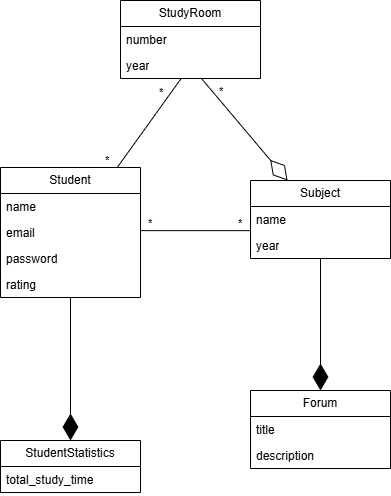 StudyRoom
number
year
*
*
*
Student
name
email
password
rating
*
*
Subject
name
year
Forum
title
description
StudentStatistics
total_study_time